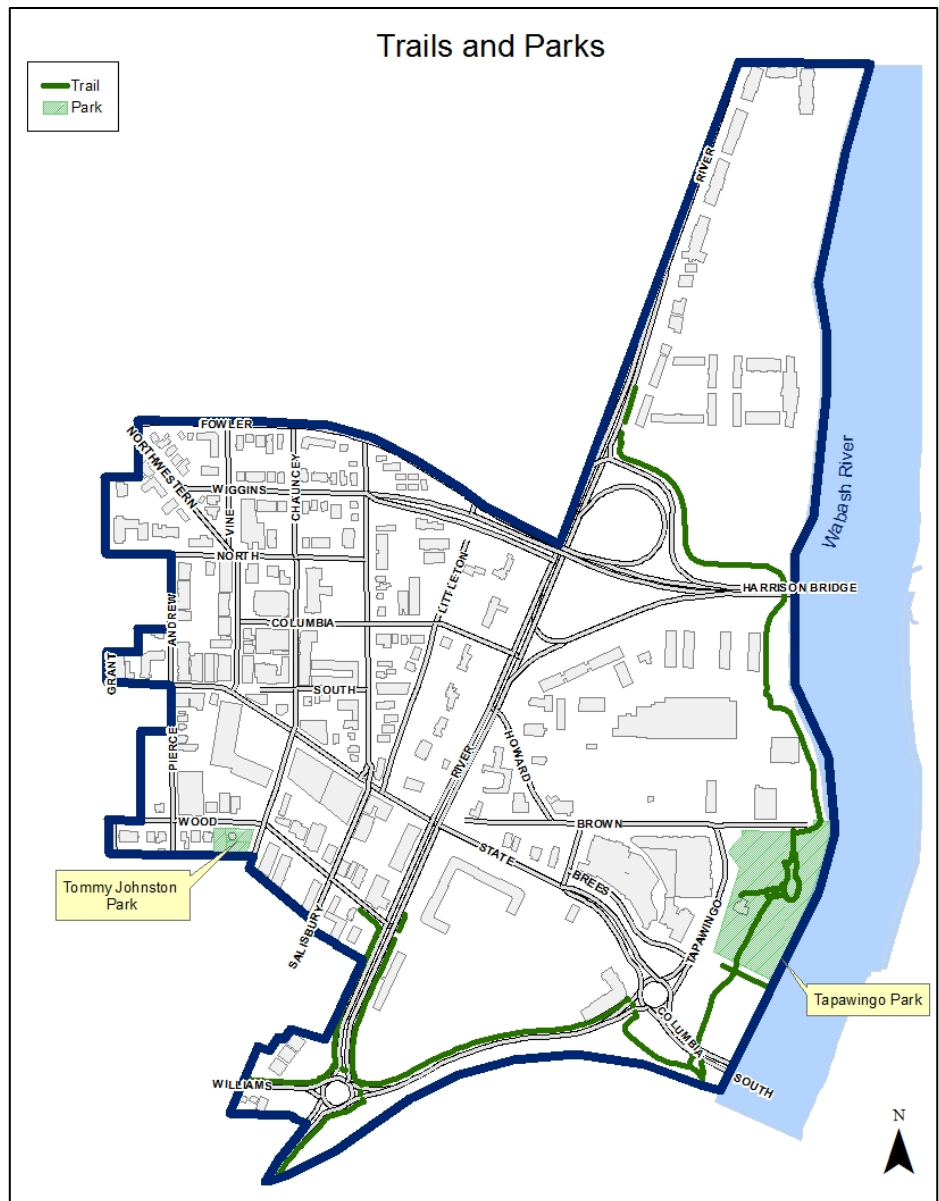 Trails and Parks
Trail
Park
RIVER
FOWLER
NORTHWESTERN
CHAUNCEY
WIGGINS
VINE
NORTH
LITTLETON
Wabash River
HARRISON BRIDGE
ANDREW
COLUMBIA
GRANT
SOUTH
PIERCE
RIVER
HOWARD
WOOD
BROWN
STATE
BREES
Tommy Johnston
Park
SALISBURY
TAPAWINGO
Tapawingo Park
COLUMBIA
WILLIAMS
SOUTH
N